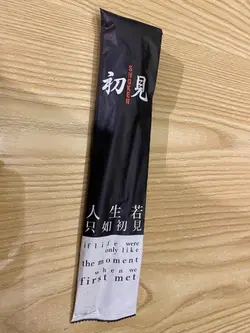 初見
SHOKEN
人生若
只如初見
if life were
only like
the moment
when we
first met